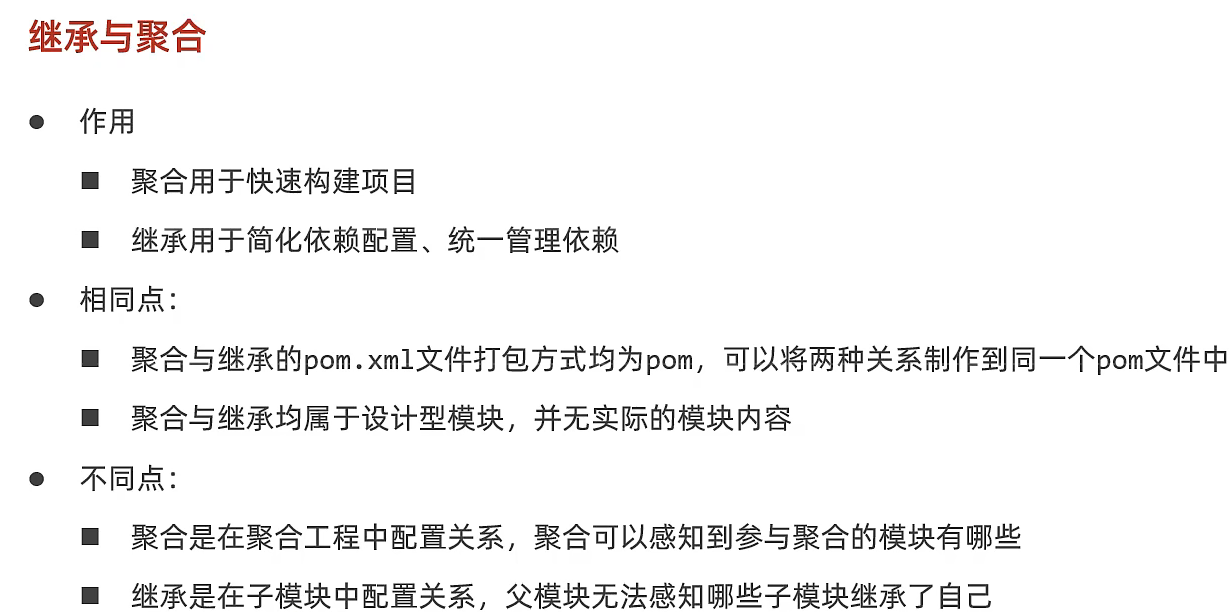 继承与聚合
● 作用
■ 聚合用于快速构建项目
■ 继承用于简化依赖配置、统一管理依赖
● 相同点：
■ 聚合与继承的pom.xml文件打包方式均为pom，可以将两种关系制作到同一个pom文件中
■ 聚合与继承均属于设计型模块，并无实际的模块内容
● 不同点：
■ 聚合是在聚合工程中配置关系，聚合可以感知到参与聚合的模块有哪些
■ 继承是在子模块中配置关系，父模块无法感知哪些子模块继承了自己